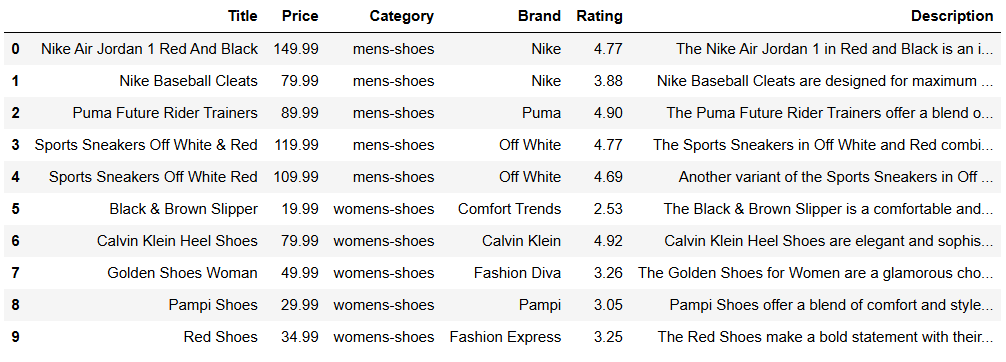 Title Price Category Brand Rating Description
0 Nike Air Jordan 1 Red And Black 149.99 mens-shoes Nike 4.77 The Nike Air Jordan 1 in Red and Black is an i...
1 Nike Baseball Cleats 79.99 mens-shoes Nike 3.88 Nike Baseball Cleats are designed for maximum ...
2 Puma Future Rider Trainers 89.99 mens-shoes Puma 4.90 The Puma Future Rider Trainers offer a blend o...
3 Sports Sneakers Off White & Red 119.99 mens-shoes Off White 4.77 The Sports Sneakers in Off White and Red combi...
4 Sports Sneakers Off White Red 109.99 mens-shoes Off White 4.69 Another variant of the Sports Sneakers in Off ...
5 Black & Brown Slipper 19.99 womens-shoes Comfort Trends 2.53 The Black & Brown Slipper is a comfortable and...
6 Calvin Klein Heel Shoes 79.99 womens-shoes Calvin Klein 4.92 Calvin Klein Heel Shoes are elegant and sophis...
7 Golden Shoes Woman 49.99 womens-shoes Fashion Diva 3.26 The Golden Shoes for Women are a glamorous cho...
8 Pampi Shoes 29.99 womens-shoes Pampi 3.05 Pampi Shoes offer a blend of comfort and style...
9 Red Shoes 34.99 womens-shoes Fashion Express 3.25 The Red Shoes make a bold statement with their...